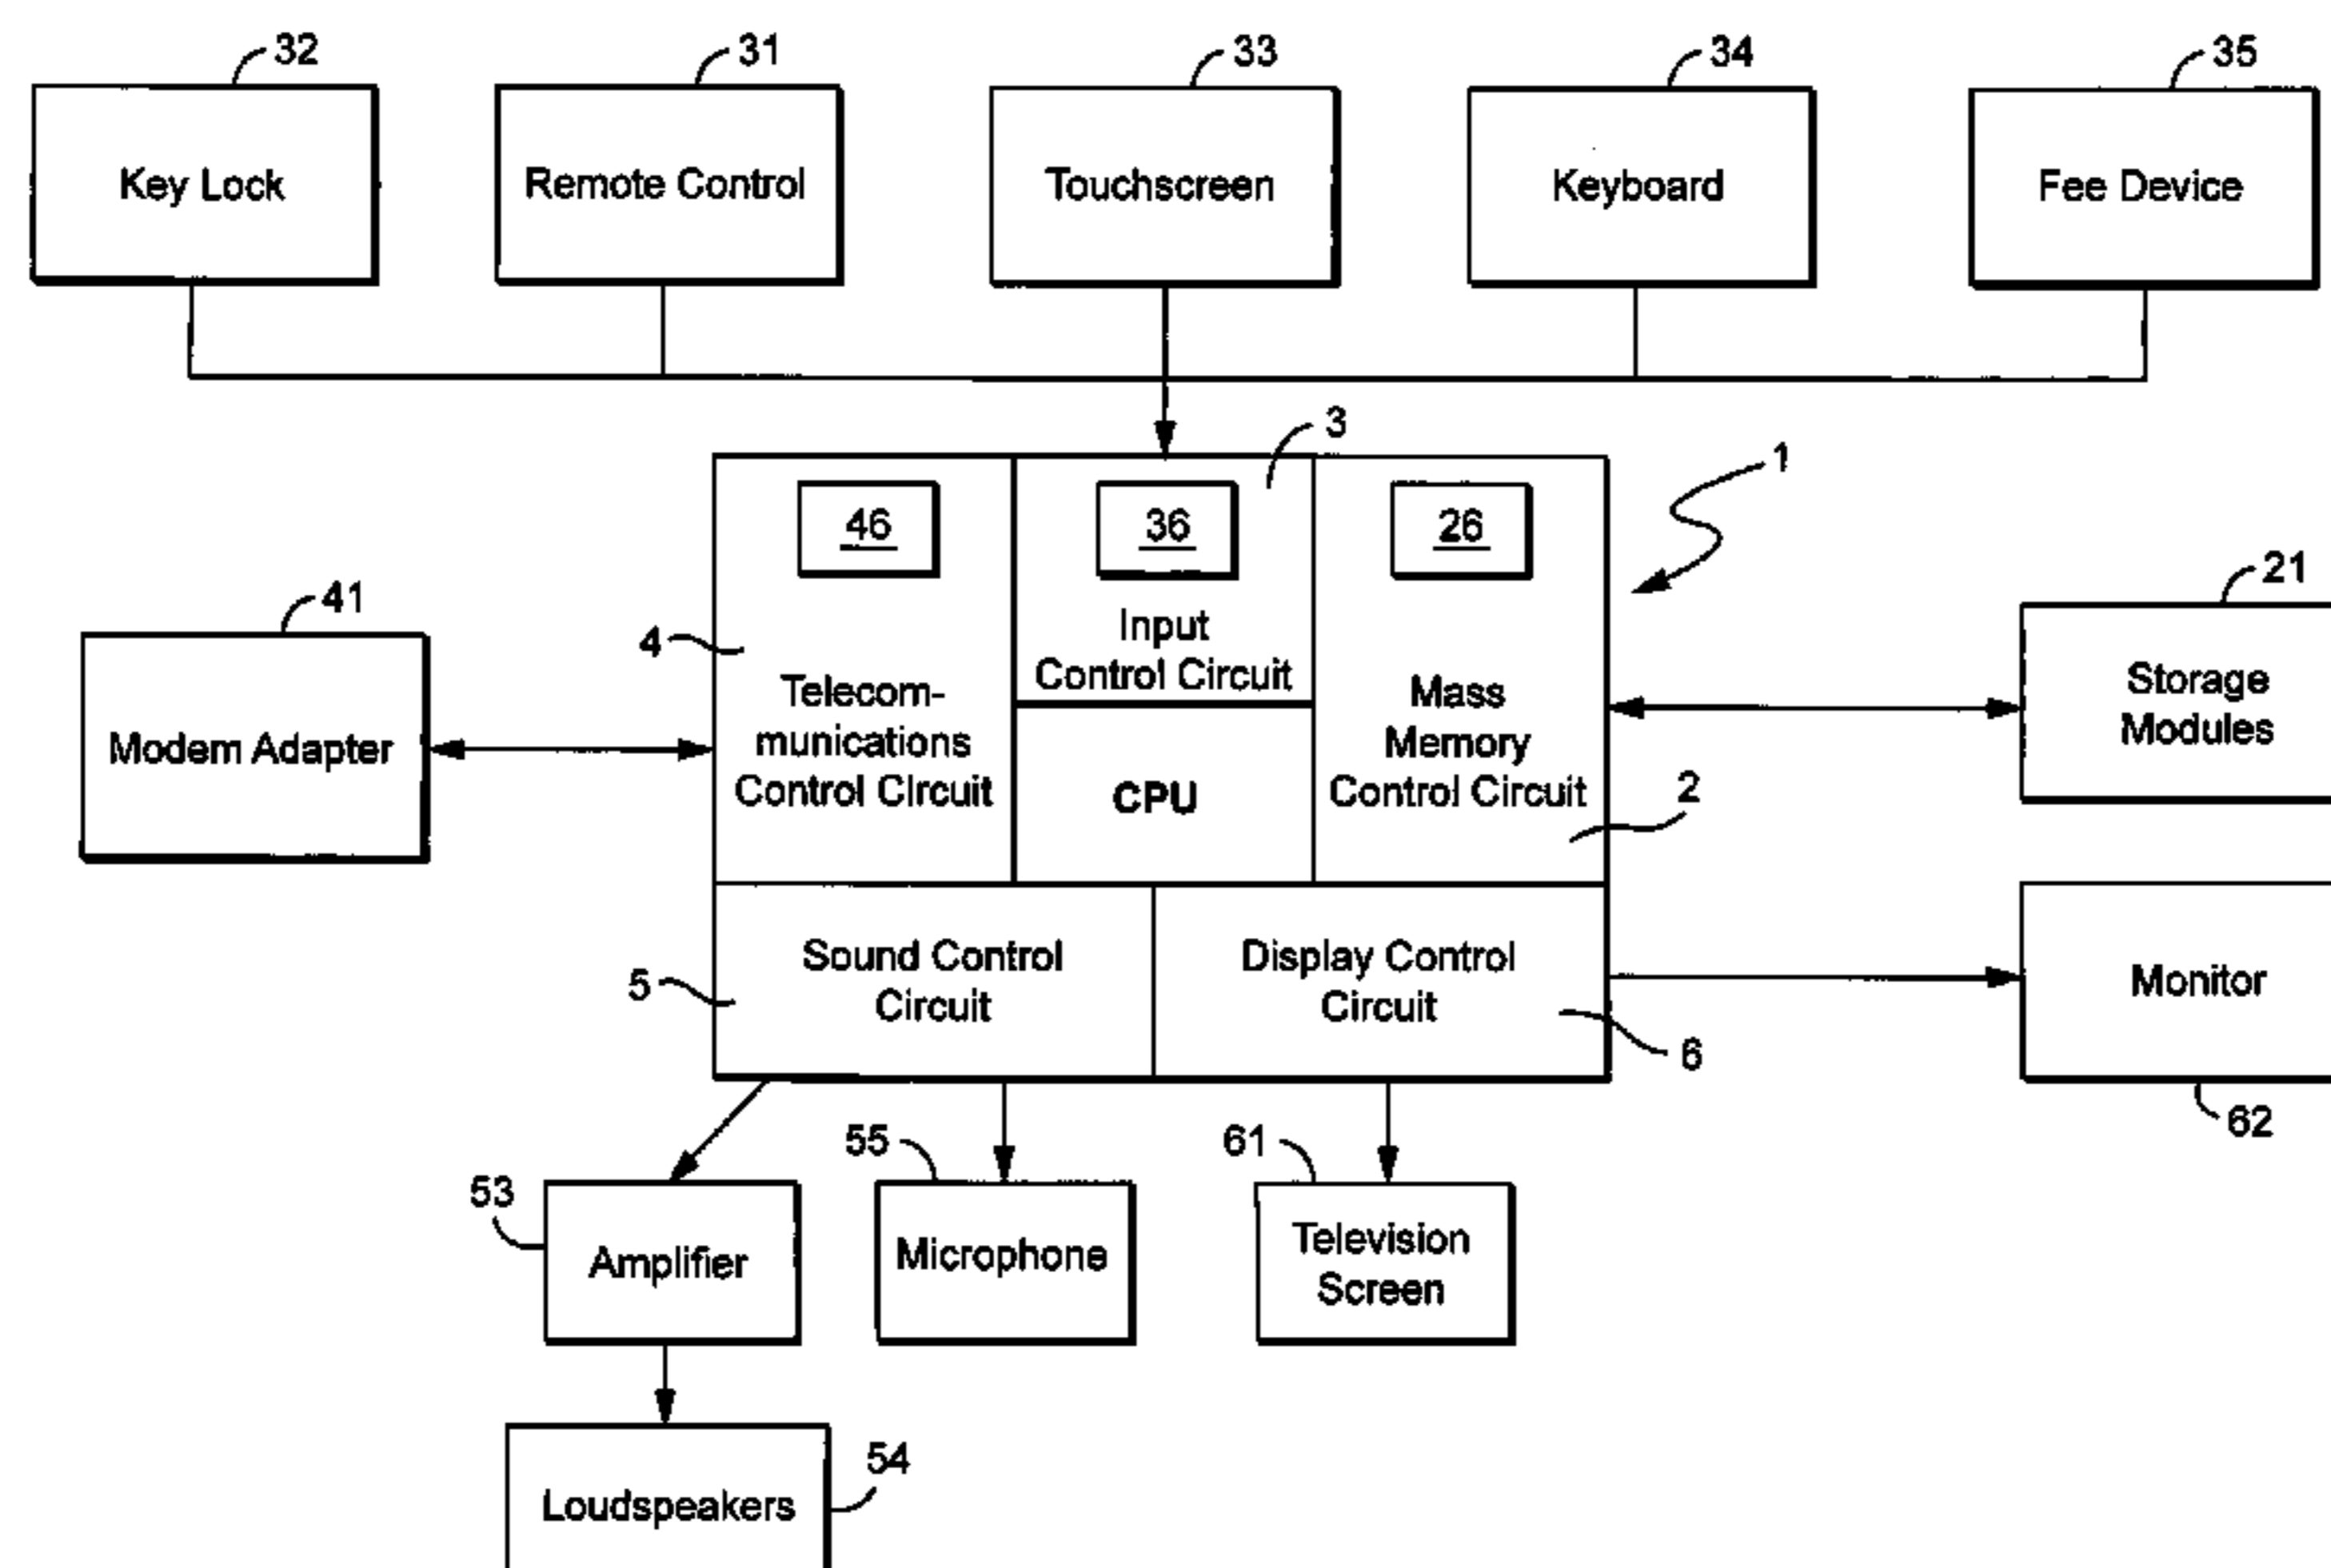 32
31
33
34
35
Key Lock
Remote Control
Touchscreen
Keyboard
Fee Device
3
1
46
36
26
41
21
4
Input
Control Circuit
Telecom-
munications
Control CIrcuit
Mass
Memory
Control Circuit
Storage
Modules
Modem Adapter
CPU
2
Sound Control
Circuit
Display Control
Circuit
Monitor
5
6
62
53
55
61
Amplifier
Microphone
Television
Screen
54
Loudspeakers